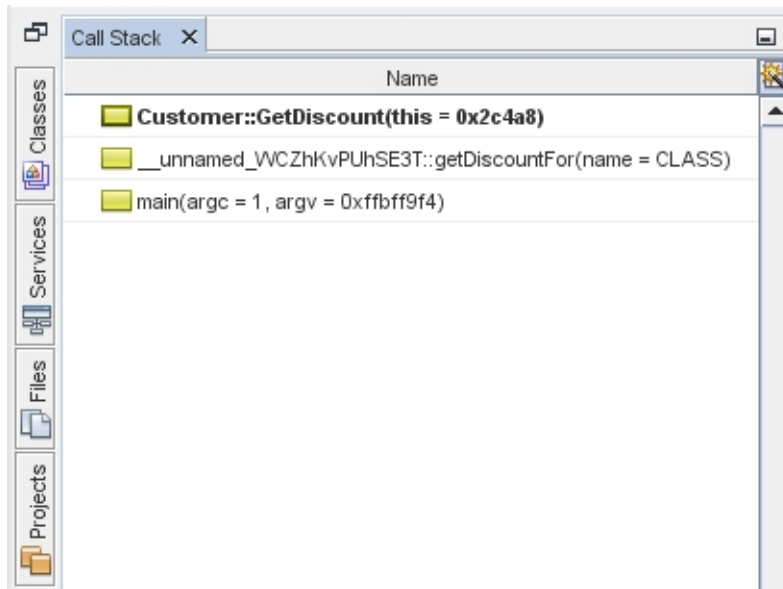 Call Stack
Name
Customer::GetDiscount(this = 0x2c4a8)
__unnamed_WCZhKvPUhSE3T::getDiscountFor(name = CLASS)
main(argc = 1, argv = 0xffbff9f4)
Classes
Services
Files
Projects